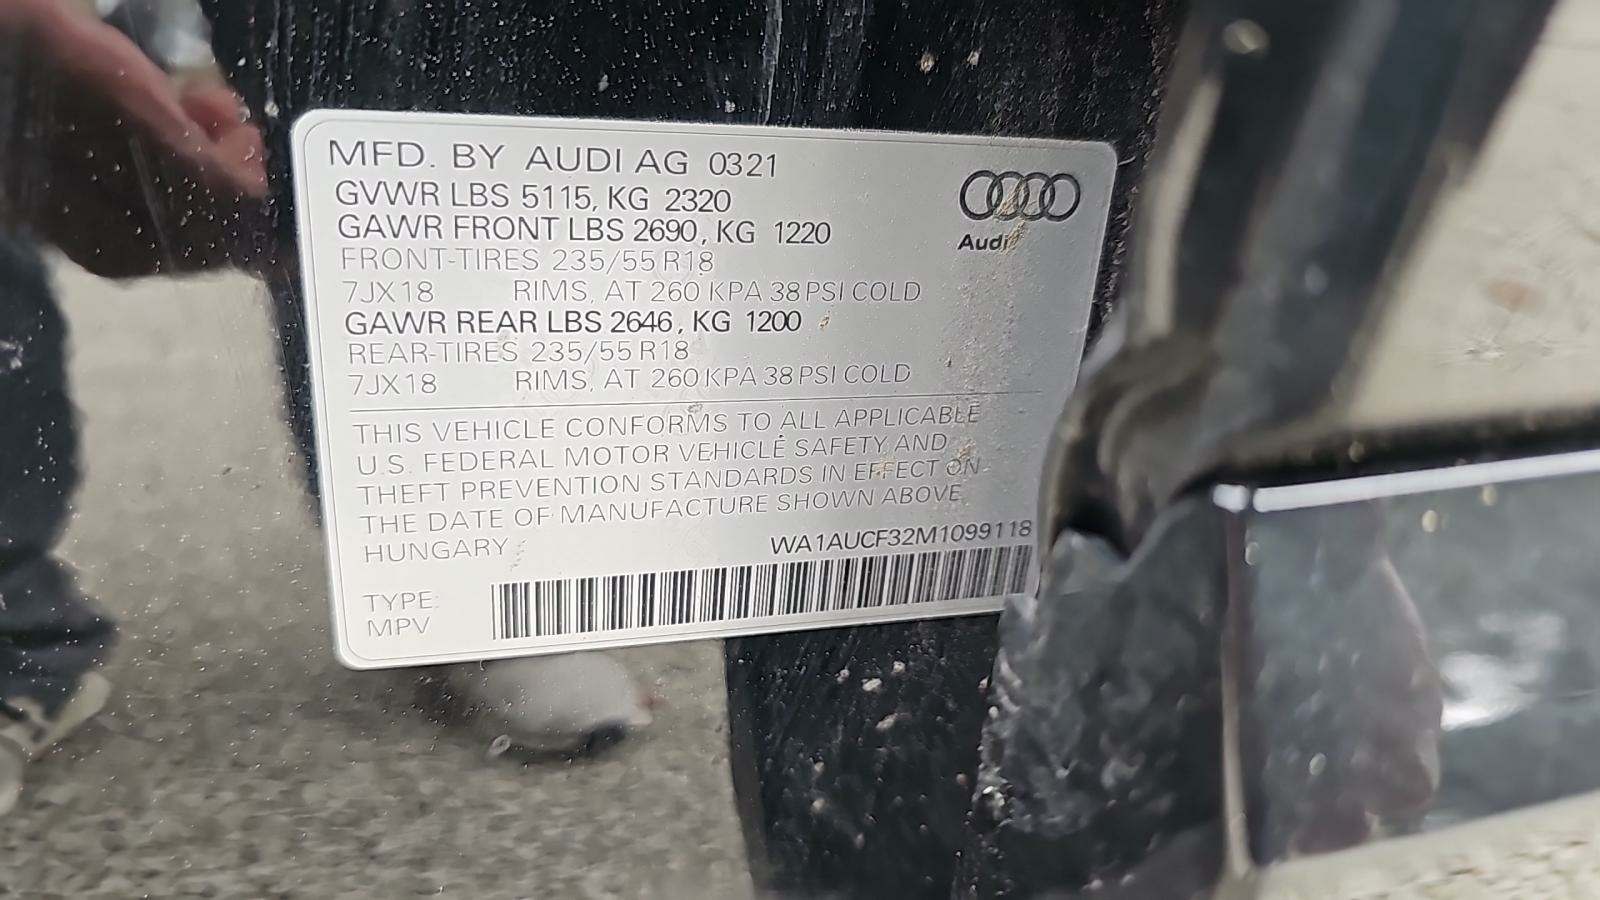 MFD. BY AUDI AG 0321
GVWR LBS 5115, KG 2320
GAWR FRONT LBS 2690, KG 1220
FRONT-TIRES 235/55 R18
7JX18 RIMS, AT 260 KPA 38 PSI COLD
GAWR REAR LBS 2646, KG 1200
REAR-TIRES 235/55 R18
7JX18 RIMS, AT 260 KPA 38 PSI COLD
Audi
THIS VEHICLE CONFORMS TO ALL APPLICABLE
U.S. FEDERAL MOTOR VEHICLE SAFETY AND
THEFT PREVENTION STANDARDS IN EFFECT ON
THE DATE OF MANUFACTURE SHOWN ABOVE
HUNGARY
WA1AUCF32M1099118
TYPE:
MPV